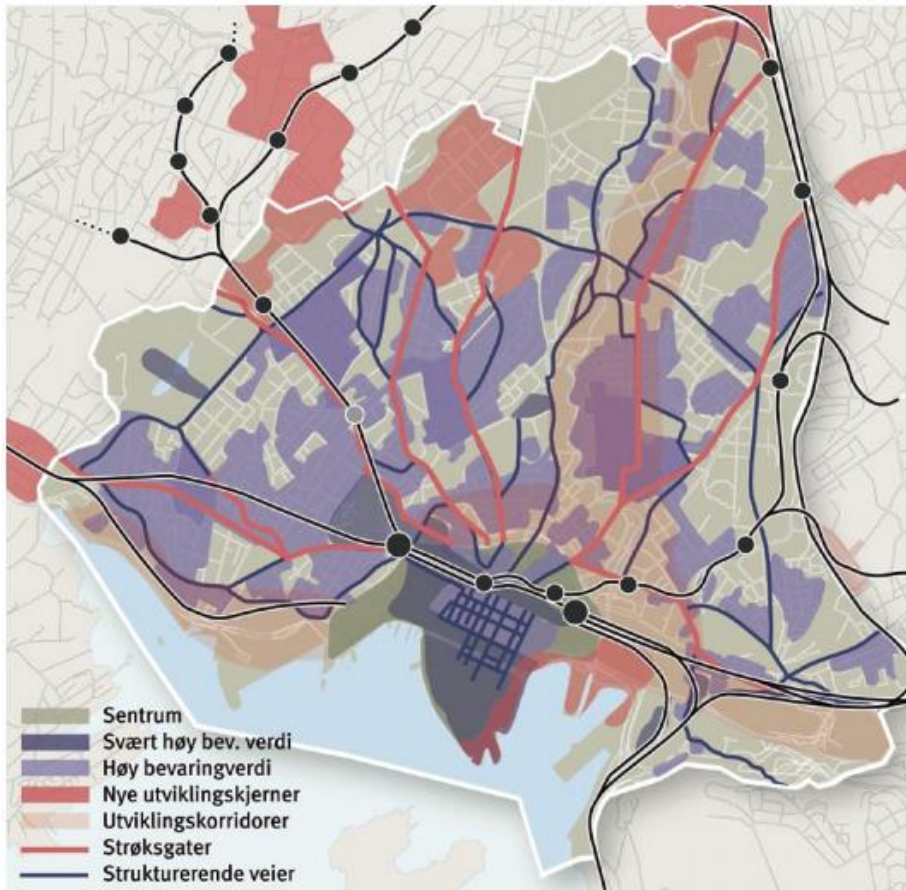 Sentrum
Svært høy bev. verdi
Høy bevaringverdi
Nye utviklingskjerner
Utviklingskorridorer
Strøksgater
Strukturerende veier